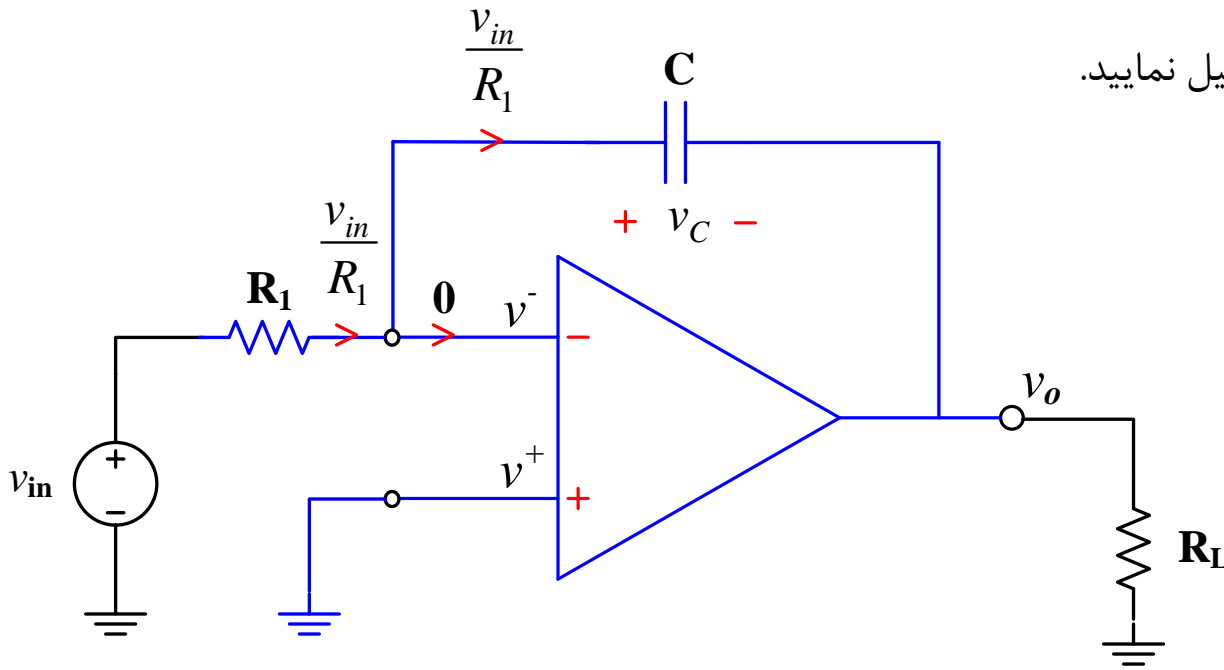 v_in / R_1
C
یل نمایید.
+ v_C −
v_in / R_1
R_1
0
v^-
−
v_o
v_in
+
−
v^+
+
R_L